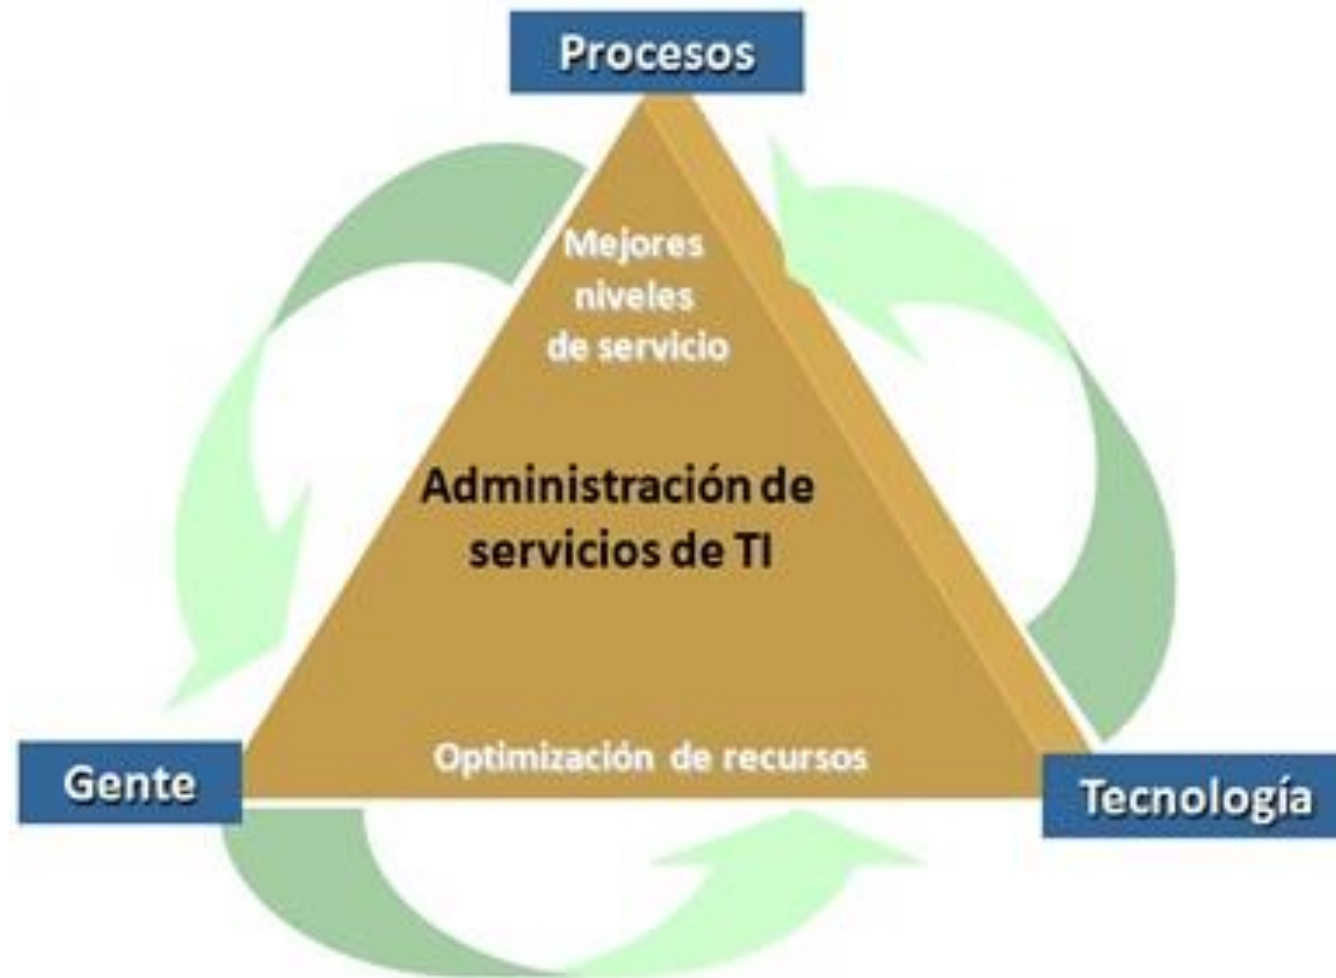 Procesos
Mejores
niveles
de servicio
Administración de
servicios de TI
Optimización de recursos
Gente
Tecnología